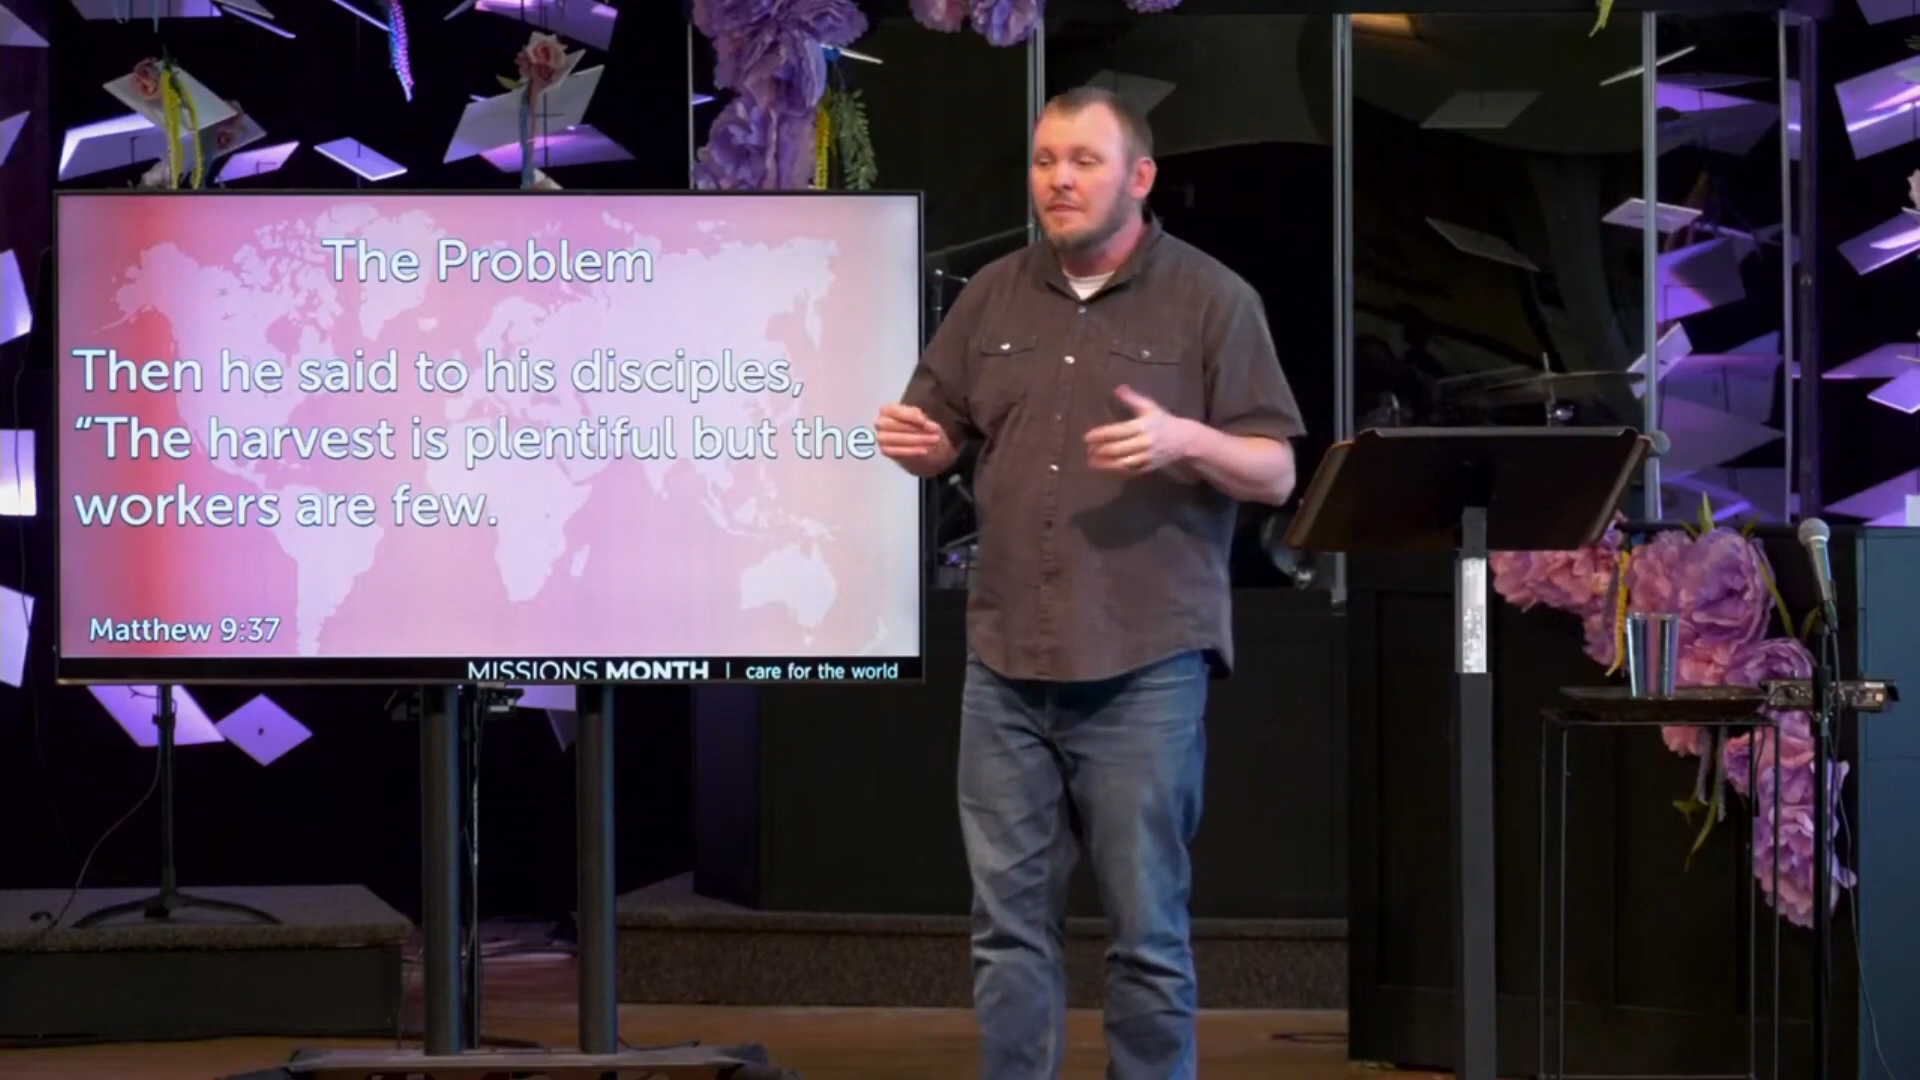 The Problem
Then he said to his disciples,
“The harvest is plentiful but the
workers are few.
Matthew 9:37
MISSIONS MONTH | care for the world